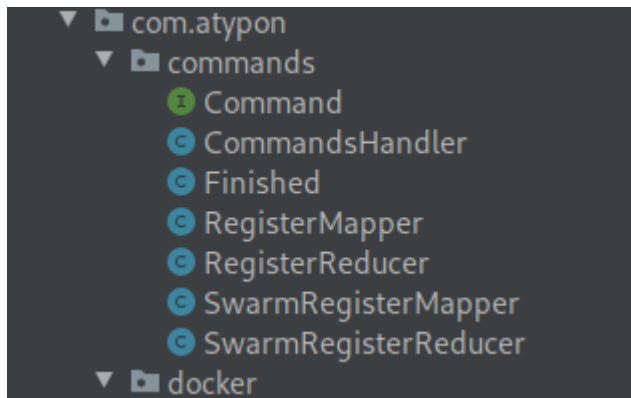 com.atypon
commands
I Command
C CommandsHandler
C Finished
C RegisterMapper
C RegisterReducer
C SwarmRegisterMapper
C SwarmRegisterReducer
docker